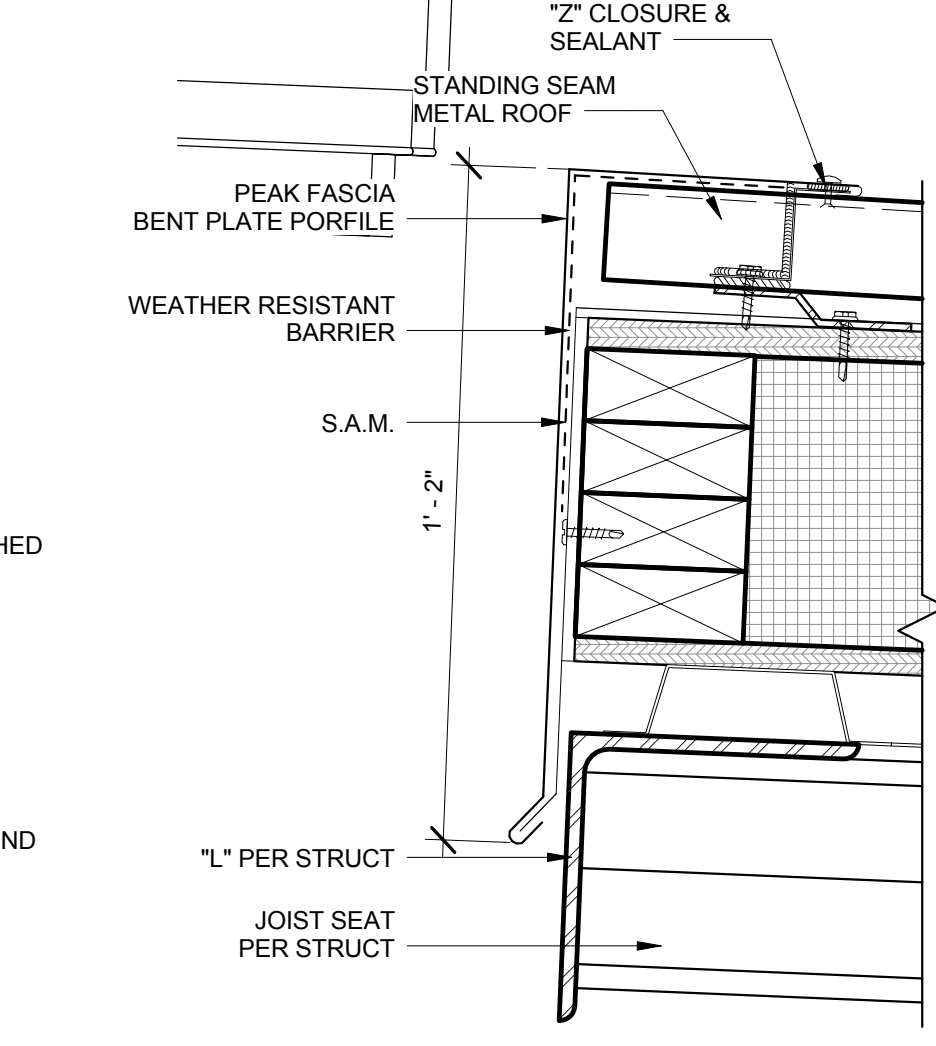 "Z" CLOSURE &
SEALANT
STANDING SEAM
METAL ROOF
PEAK FASCIA
BENT PLATE PORFILE
WEATHER RESISTANT
BARRIER
S.A.M.
1' - 2"
HED
ND
"L" PER STRUCT
JOIST SEAT
PER STRUCT